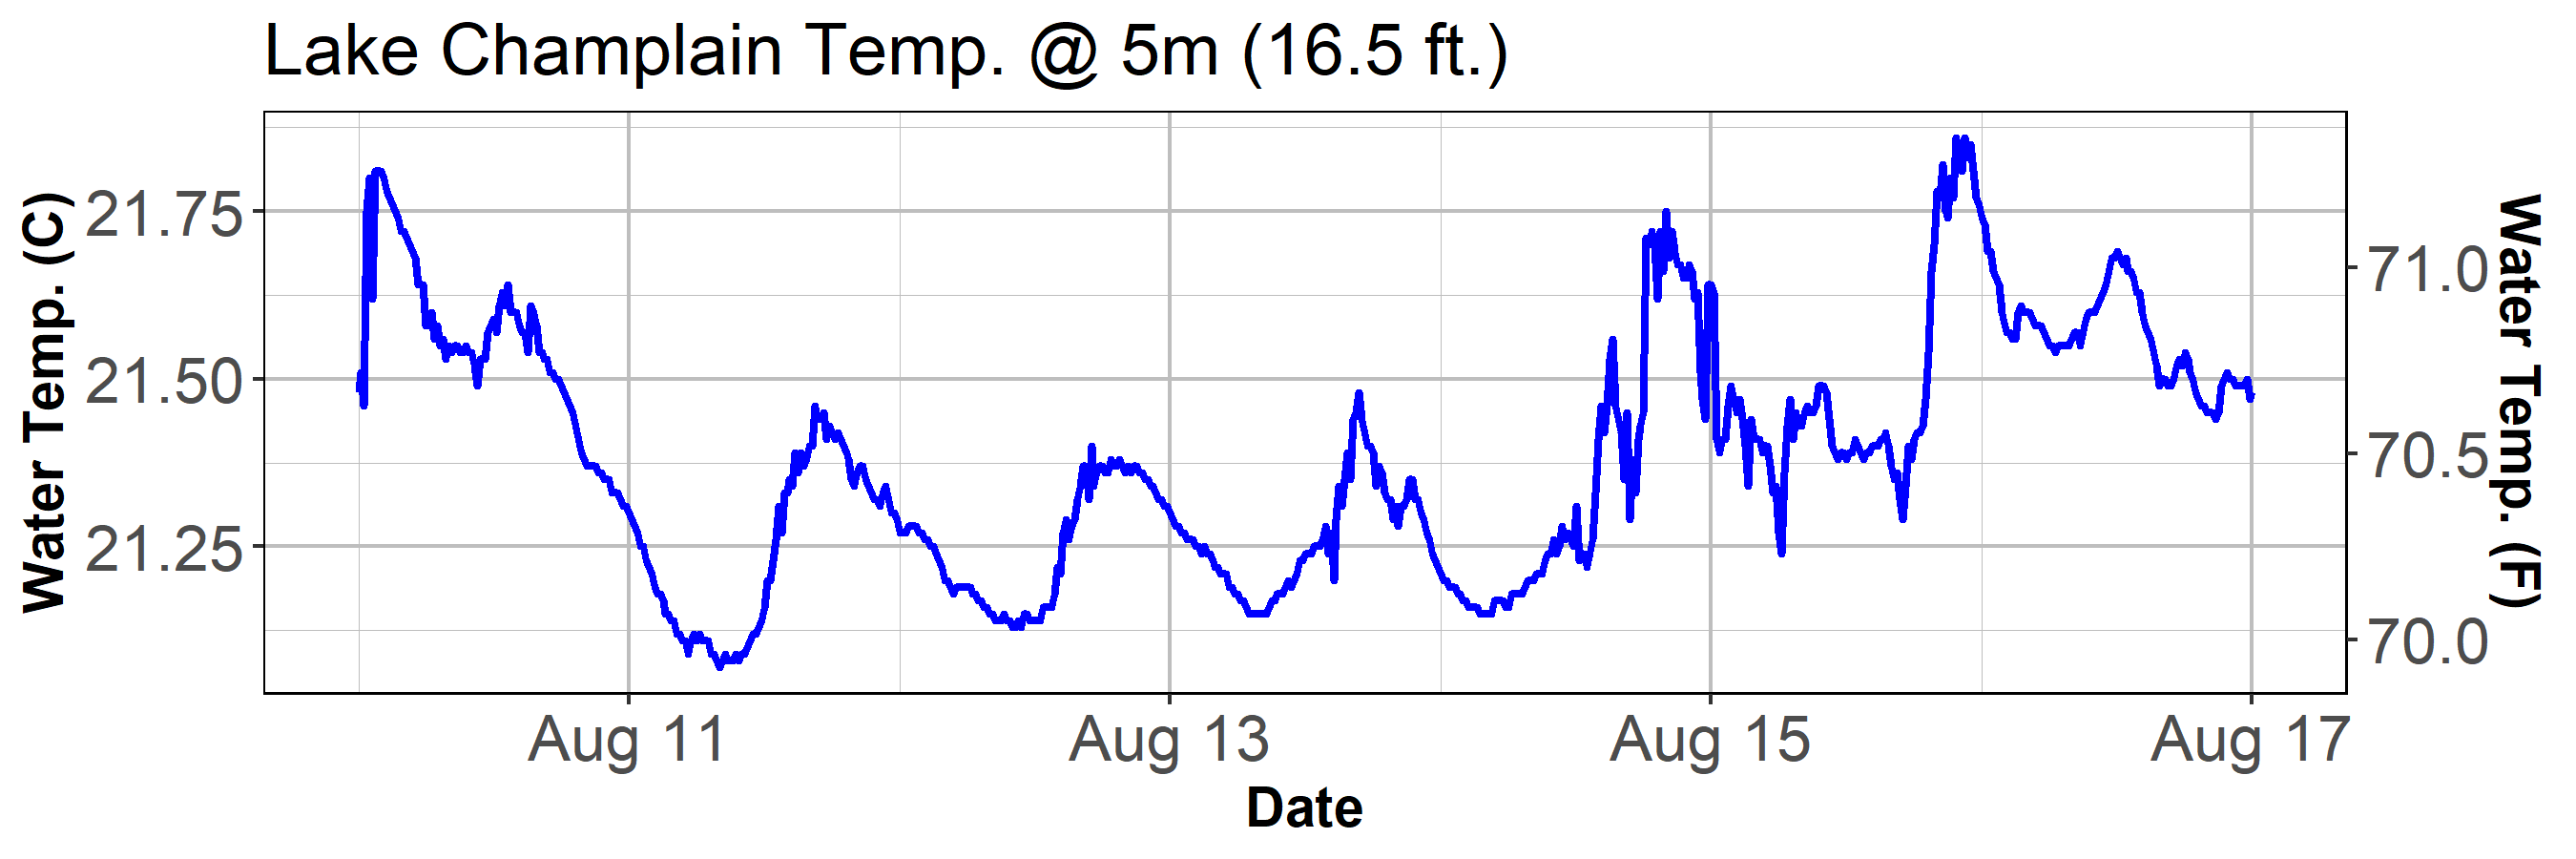 Lake Champlain Temp. @ 5m (16.5 ft.)
Water Temp. (C)
21.75
21.50
21.25
71.0
70.5
70.0
Water Temp. (F)
Aug 11 Aug 13 Aug 15 Aug 17
Date